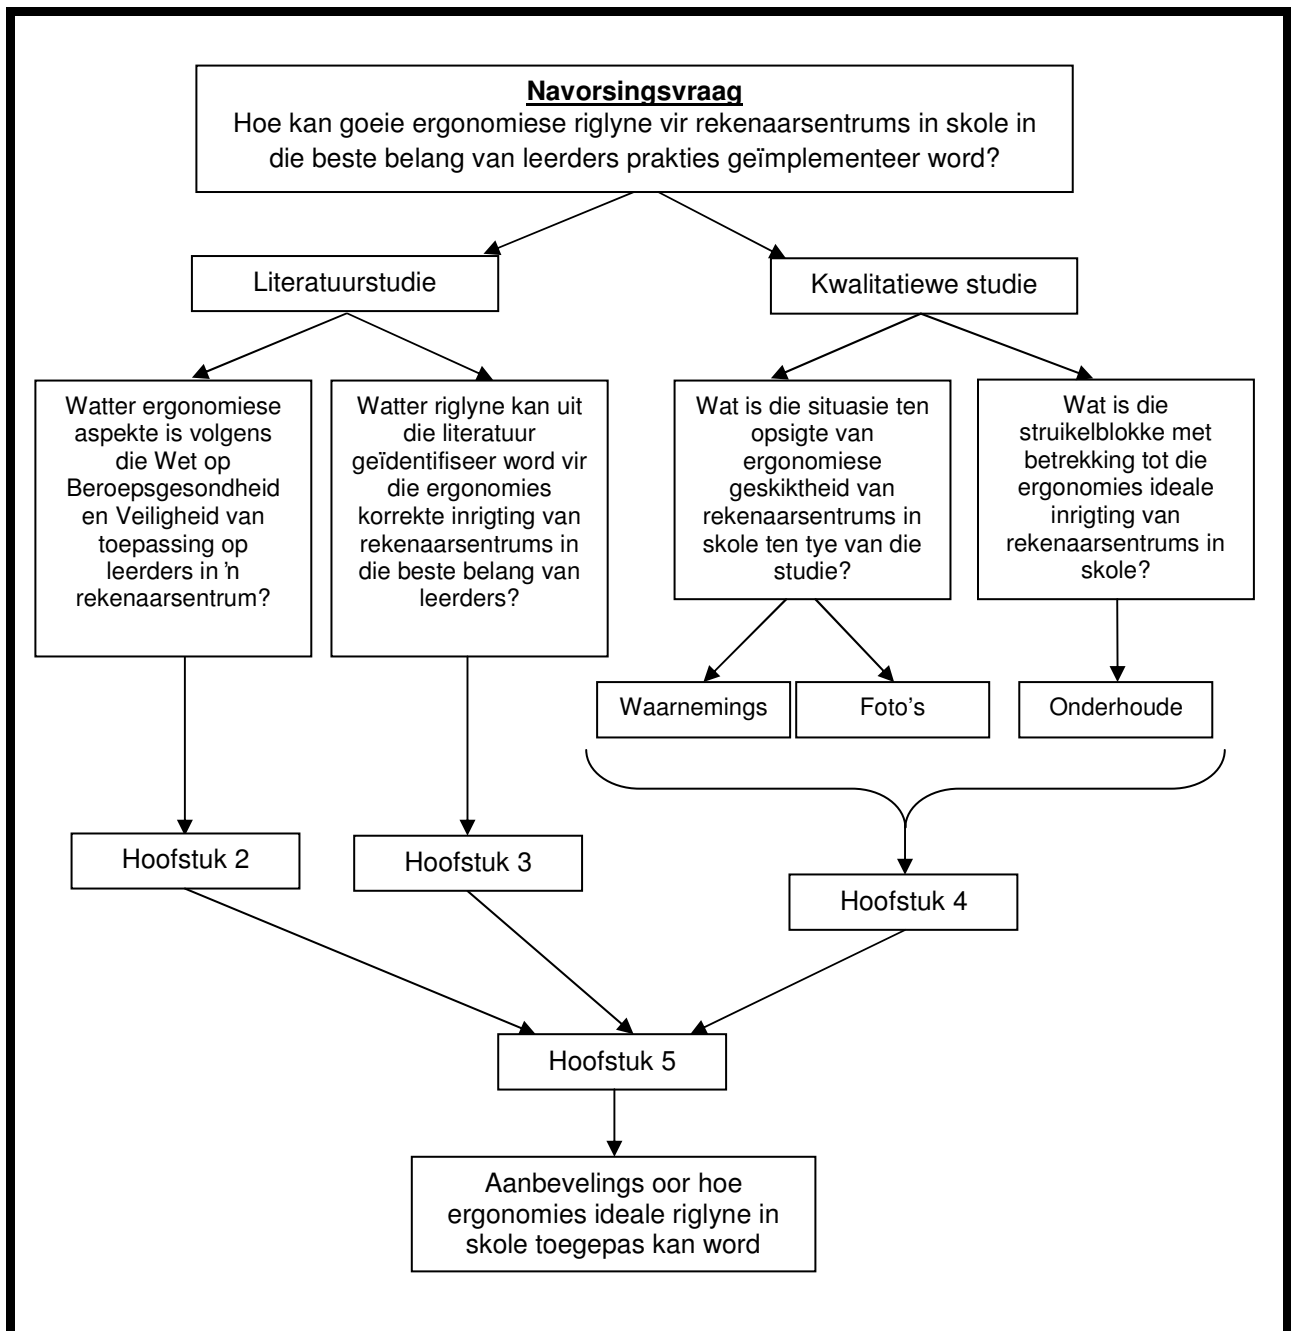 Navorsingsvraag
Hoe kan goeie ergonomiese riglyne vir rekenaarsentrums in skole in
die beste belang van leerders prakties geïmplementeer word?
Literatuurstudie
Kwalitatiewe studie
Watter ergonomiese
aspekte is volgens
die Wet op
Beroepsgesondheid
en Veiligheid van
toepassing op
leerders in 'n
rekenaarsentrum?
Watter riglyne kan uit
die literatuur
geïdentifiseer word vir
die ergonomies
korrekte inrigting van
rekenaarsentrums in
die beste belang van
leerders?
Wat is die situasie ten
opsigte van
ergonomiese
geskiktheid van
rekenaarsentrums in
skole ten tye van die
studie?
Wat is die
struikelblokke met
betrekking tot die
ergonomies ideale
inrigting van
rekenaarsentrums in
skole?
Waarnemings
Foto's
Onderhoude
Hoofstuk 2
Hoofstuk 3
Hoofstuk 4
Hoofstuk 5
Aanbevelings oor hoe
ergonomies ideale riglyne in
skole toegepas kan word